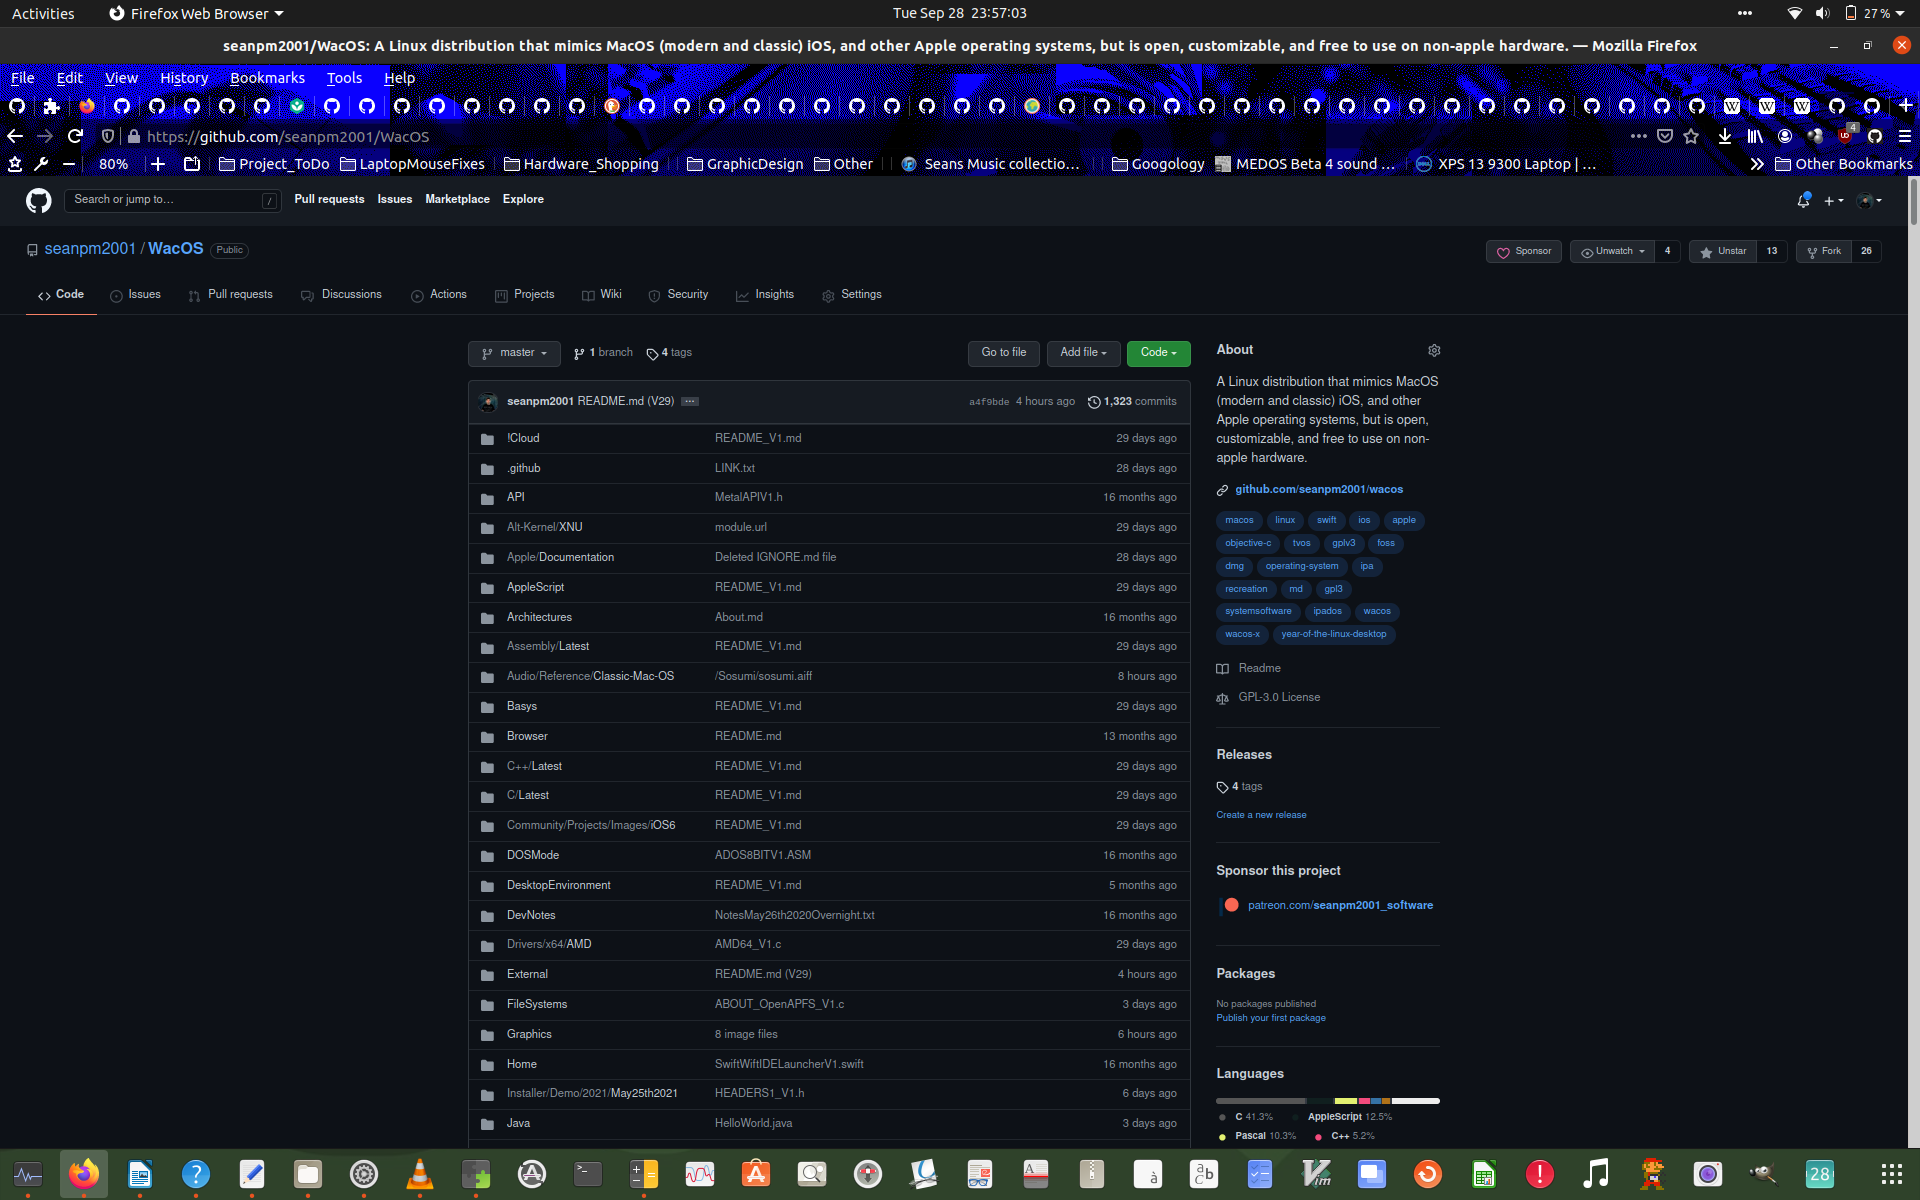 Activities Firefox Web Browser Tue Sep 28 23:57:03 27 %
seanpm2001/WacOS: A Linux distribution that mimics MacOS (modern and classic) iOS, and other Apple operating systems, but is open, customizable, and free to use on non-apple hardware. — Mozilla Firefox
File Edit View History Bookmarks Tools Help
https://github.com/seanpm2001/WacOS 4
80% Project_ToDo LaptopMouseFixes Hardware_Shopping GraphicDesign Other Seans Music collectio… Googology MEDOS Beta 4 sound … XPS 13 9300 Laptop | … Other Bookmarks
Search or jump to… / Pull requests Issues Marketplace Explore
seanpm2001 / WacOS Public Sponsor Unwatch 4 Unstar 13 Fork 26
Code Issues Pull requests Discussions Actions Projects Wiki Security Insights Settings
master 1 branch 4 tags Go to file Add file Code
seanpm2001 README.md (V29) ... a4f9bde 4 hours ago 1,323 commits
!Cloud README_V1.md 29 days ago
.github LINK.txt 28 days ago
API MetalAPIV1.h 16 months ago
Alt-Kernel/XNU module.url 29 days ago
Apple/Documentation Deleted IGNORE.md file 28 days ago
AppleScript README_V1.md 29 days ago
Architectures About.md 16 months ago
Assembly/Latest README_V1.md 29 days ago
Audio/Reference/Classic-Mac-OS /Sosumi/sosumi.aiff 8 hours ago
Basys README_V1.md 29 days ago
Browser README.md 13 months ago
C++/Latest README_V1.md 29 days ago
C/Latest README_V1.md 29 days ago
Community/Projects/Images/iOS6 README_V1.md 29 days ago
DOSMode ADOS8BITV1.ASM 16 months ago
DesktopEnvironment README_V1.md 5 months ago
DevNotes NotesMay26th2020Overnight.txt 16 months ago
Drivers/x64/AMD AMD64_V1.c 29 days ago
External README.md (V29) 4 hours ago
FileSystems ABOUT_OpenAPFS_V1.c 3 days ago
Graphics 8 image files 6 hours ago
Home SwiftWiftIDELauncherV1.swift 16 months ago
Installer/Demo/2021/May25th2021 HEADERS1_V1.h 6 days ago
Java HelloWorld.java 3 days ago
About
A Linux distribution that mimics MacOS
(modern and classic) iOS, and other
Apple operating systems, but is open,
customizable, and free to use on non-
apple hardware.
github.com/seanpm2001/wacos
macos linux swift ios apple
objective-c tvos gplv3 foss
dmg operating-system ipa
recreation md gpl3
systemsoftware ipados wacos
wacos-x year-of-the-linux-desktop
Readme
GPL-3.0 License
Releases
4 tags
Create a new release
Sponsor this project
patreon.com/seanpm2001_software
Packages
No packages published
Publish your first package
Languages
C 41.3% AppleScript 12.5%
Pascal 10.3% C++ 5.2%
28